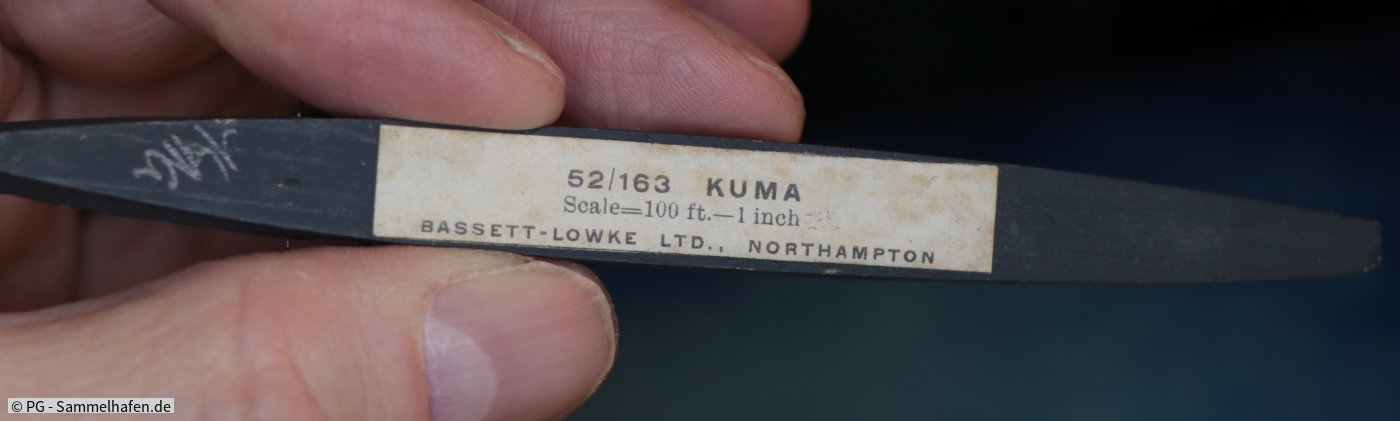 52/163 KUMA
Scale=100 ft.—1 inch
BASSETT-LOWKE LTD., NORTHAMPTON
© PG - Sammelhafen.de